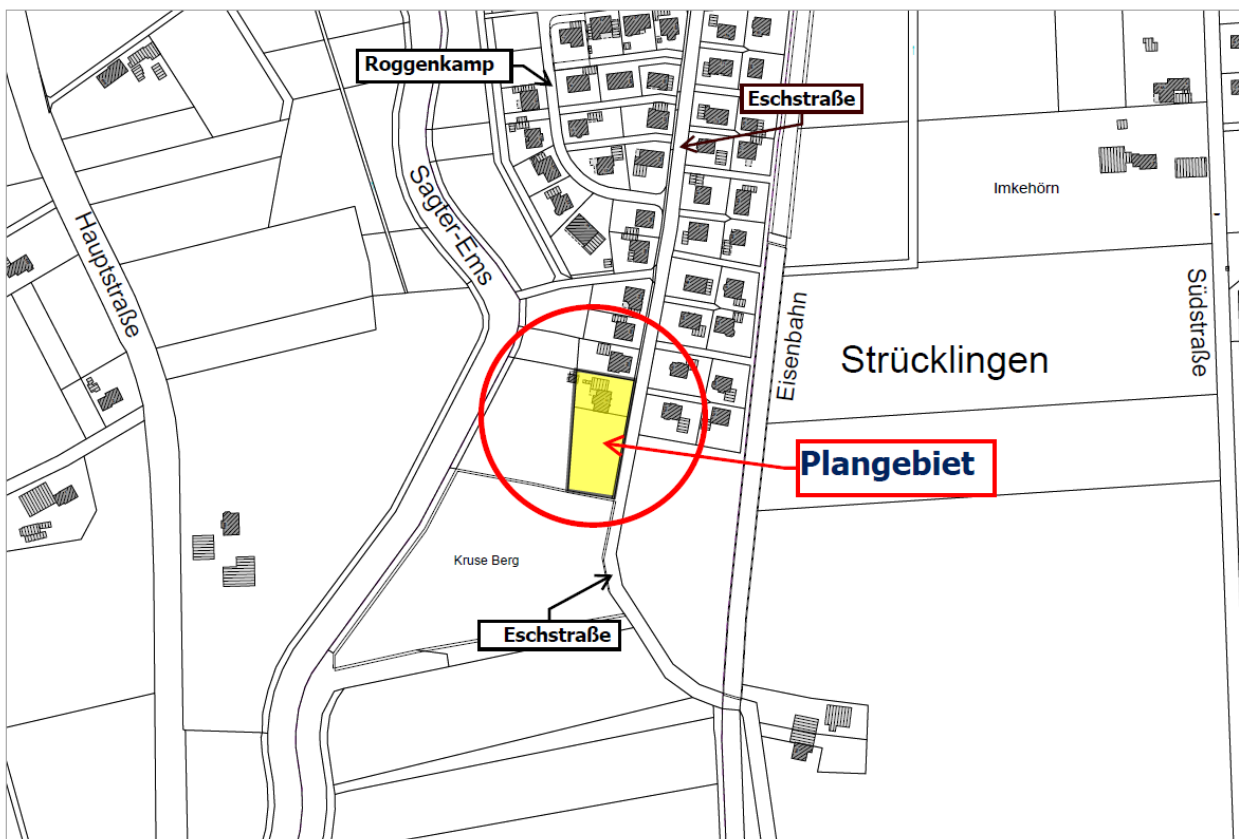 Roggenkamp
Eschstraße
Imkehörn
Sagter-Ems
Hauptstraße
Südstraße
Eisenbahn
Strücklingen
Plangebiet
Kruse Berg
Eschstraße